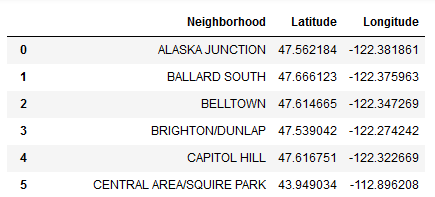 Neighborhood Latitude Longitude
0 ALASKA JUNCTION 47.562184 -122.381861
1 BALLARD SOUTH 47.666123 -122.375963
2 BELLTOWN 47.614665 -122.347269
3 BRIGHTON/DUNLAP 47.539042 -122.274242
4 CAPITOL HILL 47.616751 -122.322669
5 CENTRAL AREA/SQUIRE PARK 43.949034 -112.896208